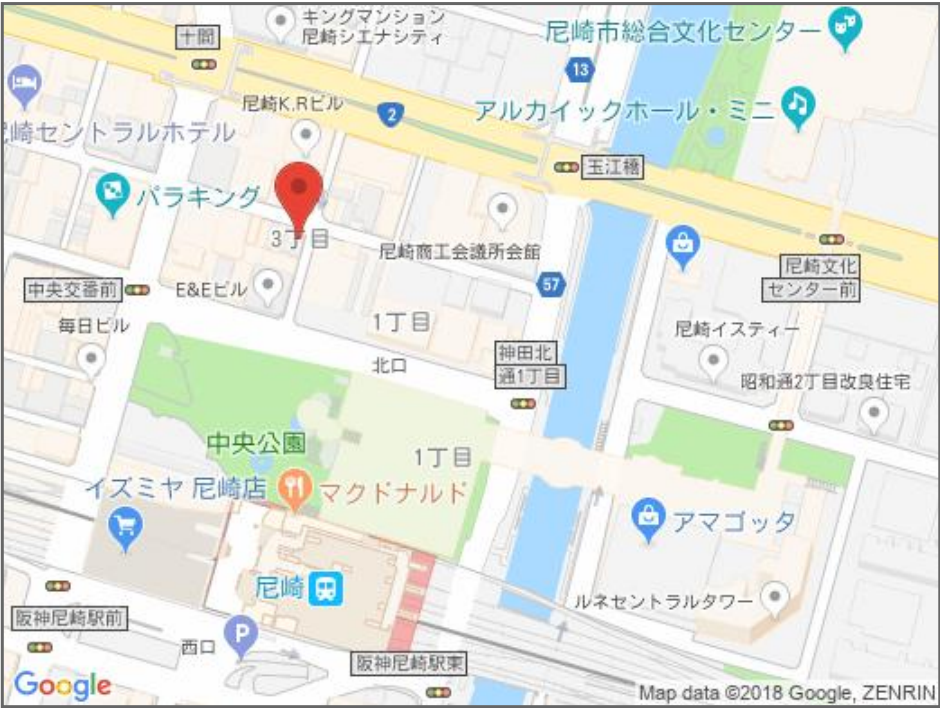 キングマンション
尼崎シエナシティ
十間
尼崎市総合文化センター
13
尼崎K.Rビル
2
アルカイックホール・ミニ
崎セントラルホテル
玉江橋
パラキング
3丁目
尼崎商工会議所会館
尼崎文化
センター前
中央交番前
E&Eビル
57
毎日ビル
1丁目
尼崎イスティー
北口
神田北
通1丁目
昭和通2丁目改良住宅
中央公園
1丁目
イズミヤ 尼崎店
マクドナルド
アマゴッタ
尼崎
ルネセントラルタワー
阪神尼崎駅前
P
西口
阪神尼崎駅東
Google
Map data ©2018 Google, ZENRIN